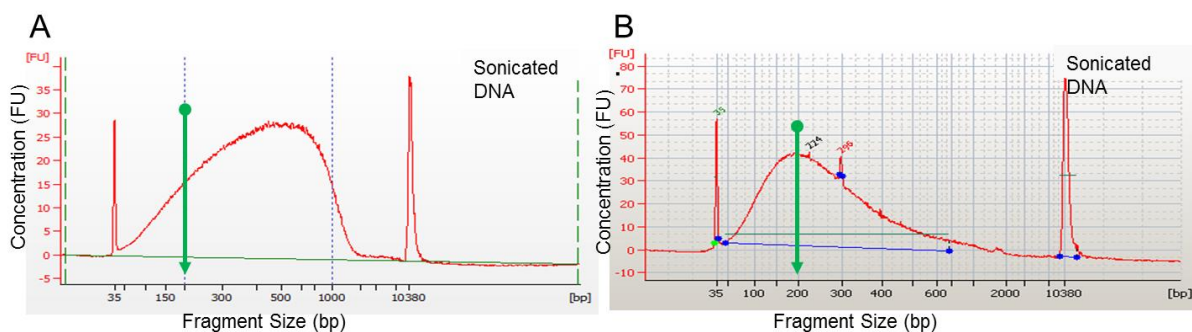 A
[FU]
Concentration (FU)
35
30
25
20
15
10
5
0
-5
Sonicated
DNA
35 150 300 500 1000 10380 [bp]
Fragment Size (bp)
B
[FU]
Concentration (FU)
80
70
60
50
40
30
20
10
0
-10
35
224
296
Sonicated
DNA
35 100 200 300 400 600 2000 10380 [bp]
Fragment Size (bp)